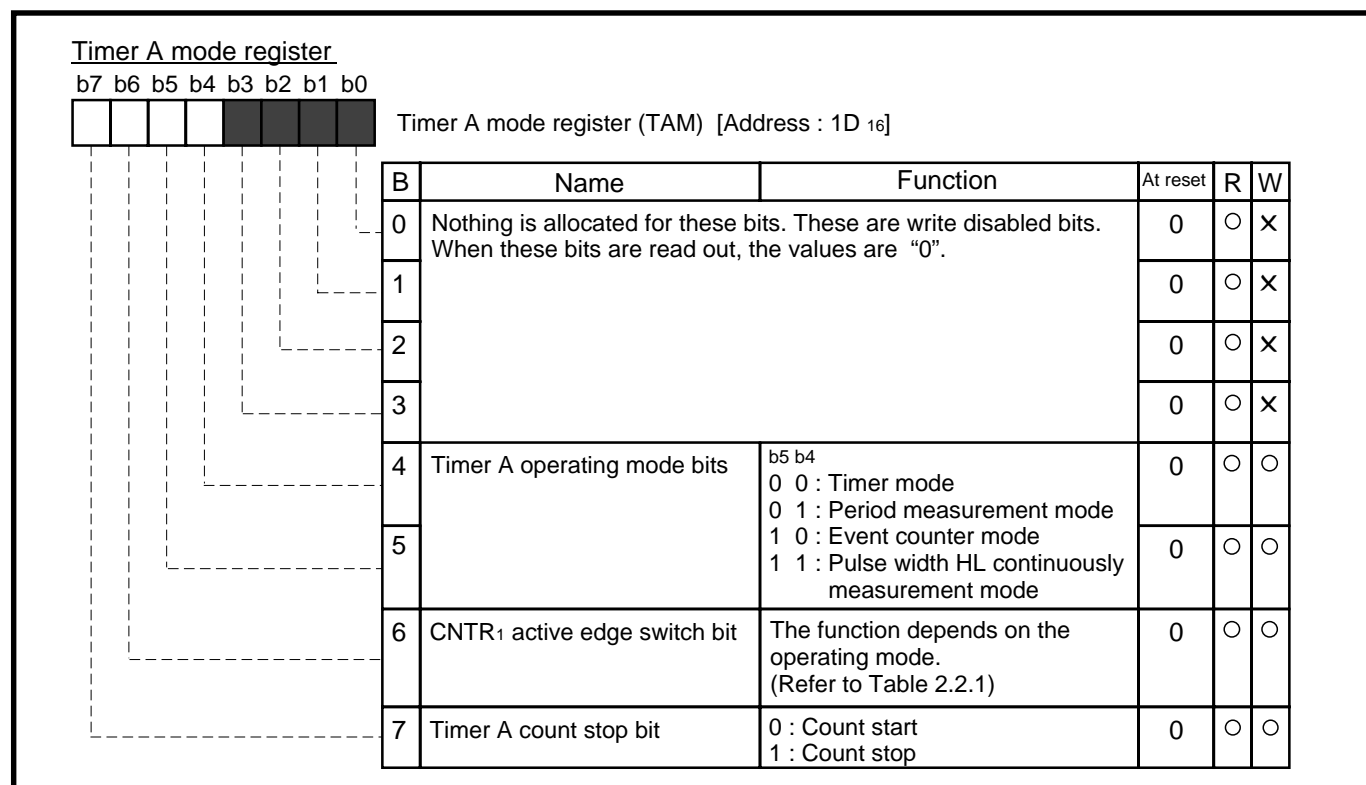 Timer A mode register
b7 b6 b5 b4 b3 b2 b1 b0
Timer A mode register (TAM) [Address : 1D 16]
B Name Function At reset R W
0 Nothing is allocated for these bits. These are write disabled bits. 0 ○ ×
When these bits are read out, the values are “0”.
1 0 ○ ×
2 0 ○ ×
3 0 ○ ×
4 Timer A operating mode bits b5 b4 0 ○ ○
0 0 : Timer mode
0 1 : Period measurement mode
5 1 0 : Event counter mode 0 ○ ○
1 1 : Pulse width HL continuously
measurement mode
6 CNTR1 active edge switch bit The function depends on the 0 ○ ○
operating mode.
(Refer to Table 2.2.1)
7 Timer A count stop bit 0 : Count start 0 ○ ○
1 : Count stop